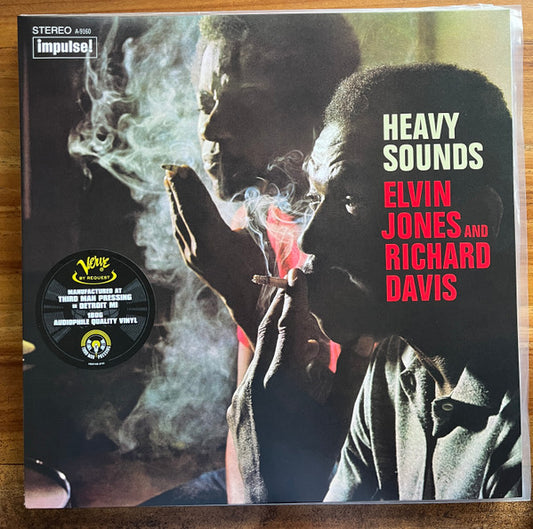 STEREO A-9160
impulse!
HEAVY
SOUNDS
ELVIN
JONES AND
RICHARD
DAVIS
Verve
BY REQUEST
MANUFACTURED AT
THIRD MAN PRESSING
IN DETROIT MI
180G
AUDIOPHILE QUALITY VINYL